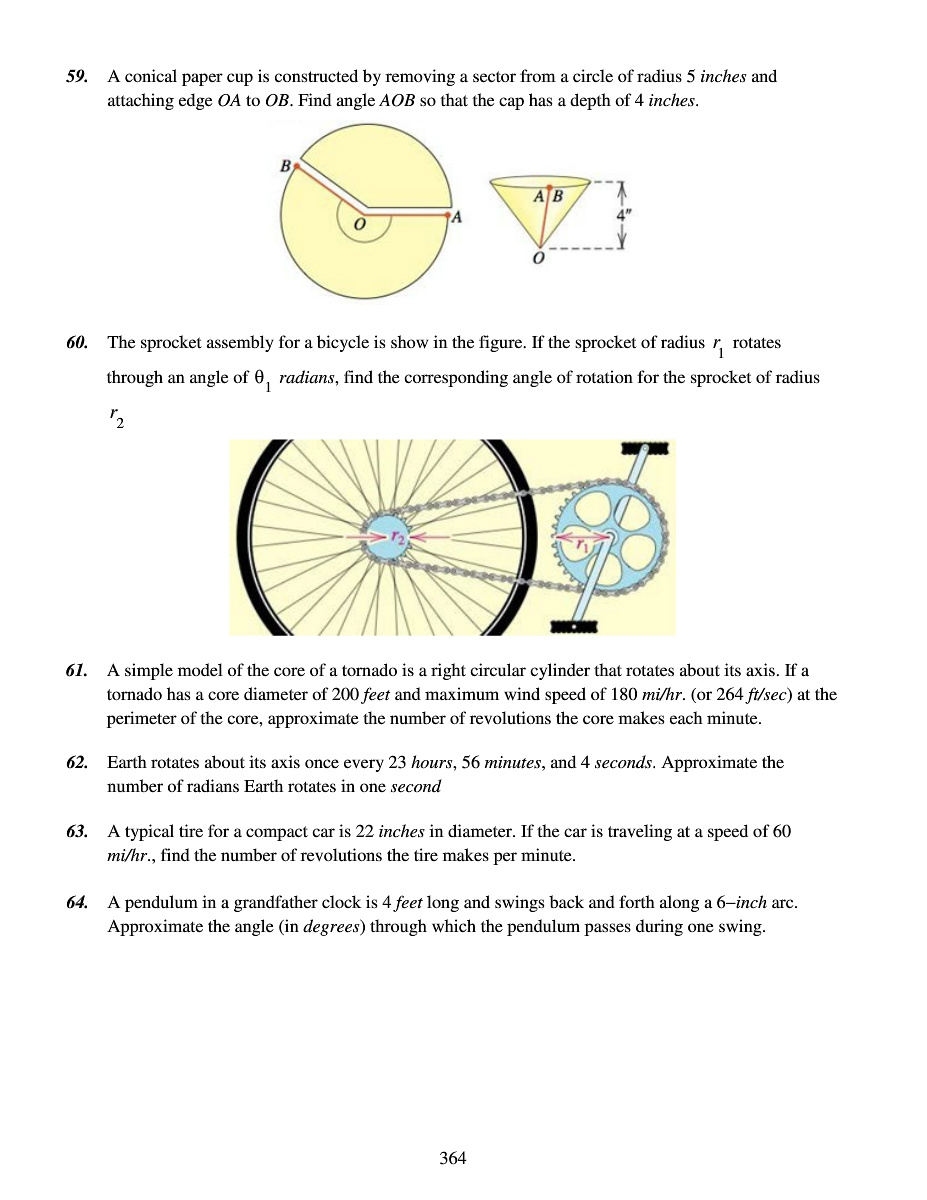 59. A conical paper cup is constructed by removing a sector from a circle of radius 5 inches and
attaching edge OA to OB. Find angle AOB so that the cap has a depth of 4 inches.
B
O
A
A B
4”
O
60. The sprocket assembly for a bicycle is show in the figure. If the sprocket of radius r1 rotates
through an angle of θ1 radians, find the corresponding angle of rotation for the sprocket of radius
r2
r2
r1
61. A simple model of the core of a tornado is a right circular cylinder that rotates about its axis. If a
tornado has a core diameter of 200 feet and maximum wind speed of 180 mi/hr. (or 264 ft/sec) at the
perimeter of the core, approximate the number of revolutions the core makes each minute.
62. Earth rotates about its axis once every 23 hours, 56 minutes, and 4 seconds. Approximate the
number of radians Earth rotates in one second
63. A typical tire for a compact car is 22 inches in diameter. If the car is traveling at a speed of 60
mi/hr., find the number of revolutions the tire makes per minute.
64. A pendulum in a grandfather clock is 4 feet long and swings back and forth along a 6–inch arc.
Approximate the angle (in degrees) through which the pendulum passes during one swing.
364